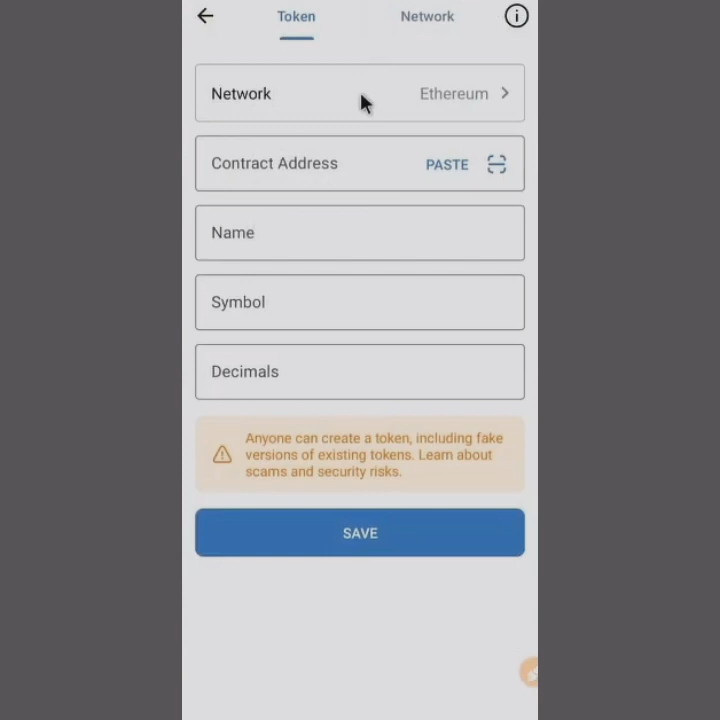 Token Network
Network Ethereum
Contract Address PASTE
Name
Symbol
Decimals
Anyone can create a token, including fake
versions of existing tokens. Learn about
scams and security risks.
SAVE